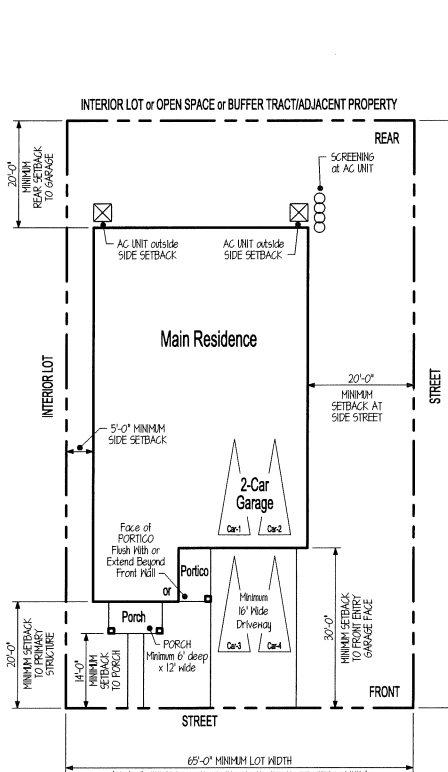 INTERIOR LOT or OPEN SPACE or BUFFER TRACT/ADJACENT PROPERTY
REAR
SCREENING
at AC UNIT
20'-0"
MINIMUM
REAR SETBACK
TO GARAGE
AC UNIT outside
SIDE SETBACK
AC UNIT outside
SIDE SETBACK
Main Residence
INTERIOR LOT
STREET
20'-0"
MINIMUM
SETBACK AT
SIDE STREET
5'-0" MINIMUM
SIDE SETBACK
2-Car
Garage
Car-1
Car-2
Face of
PORTICO
Flush With or
Extend Beyond
Front Wall
Portico
or
Minimum
16' Wide
Driveway
Porch
Car-3
Car-4
PORCH
Minimum 6' deep
x 12' wide
20'-0"
MINIMUM SETBACK
TO PRIMARY
STRUCTURE
14'-0"
MINIMUM
SETBACK
TO PORCH
30'-0"
MINIMUM SETBACK
TO FRONT ENTRY
GARAGE FACE
FRONT
STREET
65'-0" MINIMUM LOT WIDTH